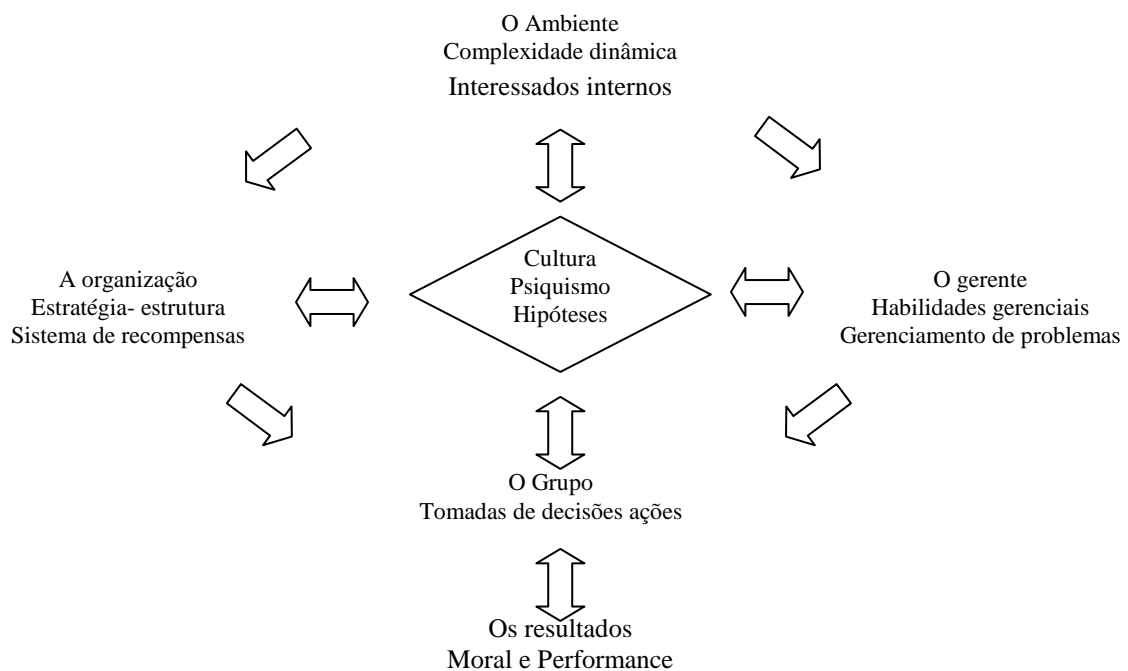 O Ambiente
Complexidade dinâmica
Interessados internos
Cultura
Psiquismo
Hipóteses
A organização
Estratégia- estrutura
Sistema de recompensas
O gerente
Habilidades gerenciais
Gerenciamento de problemas
O Grupo
Tomadas de decisões ações
Os resultados
Moral e Performance